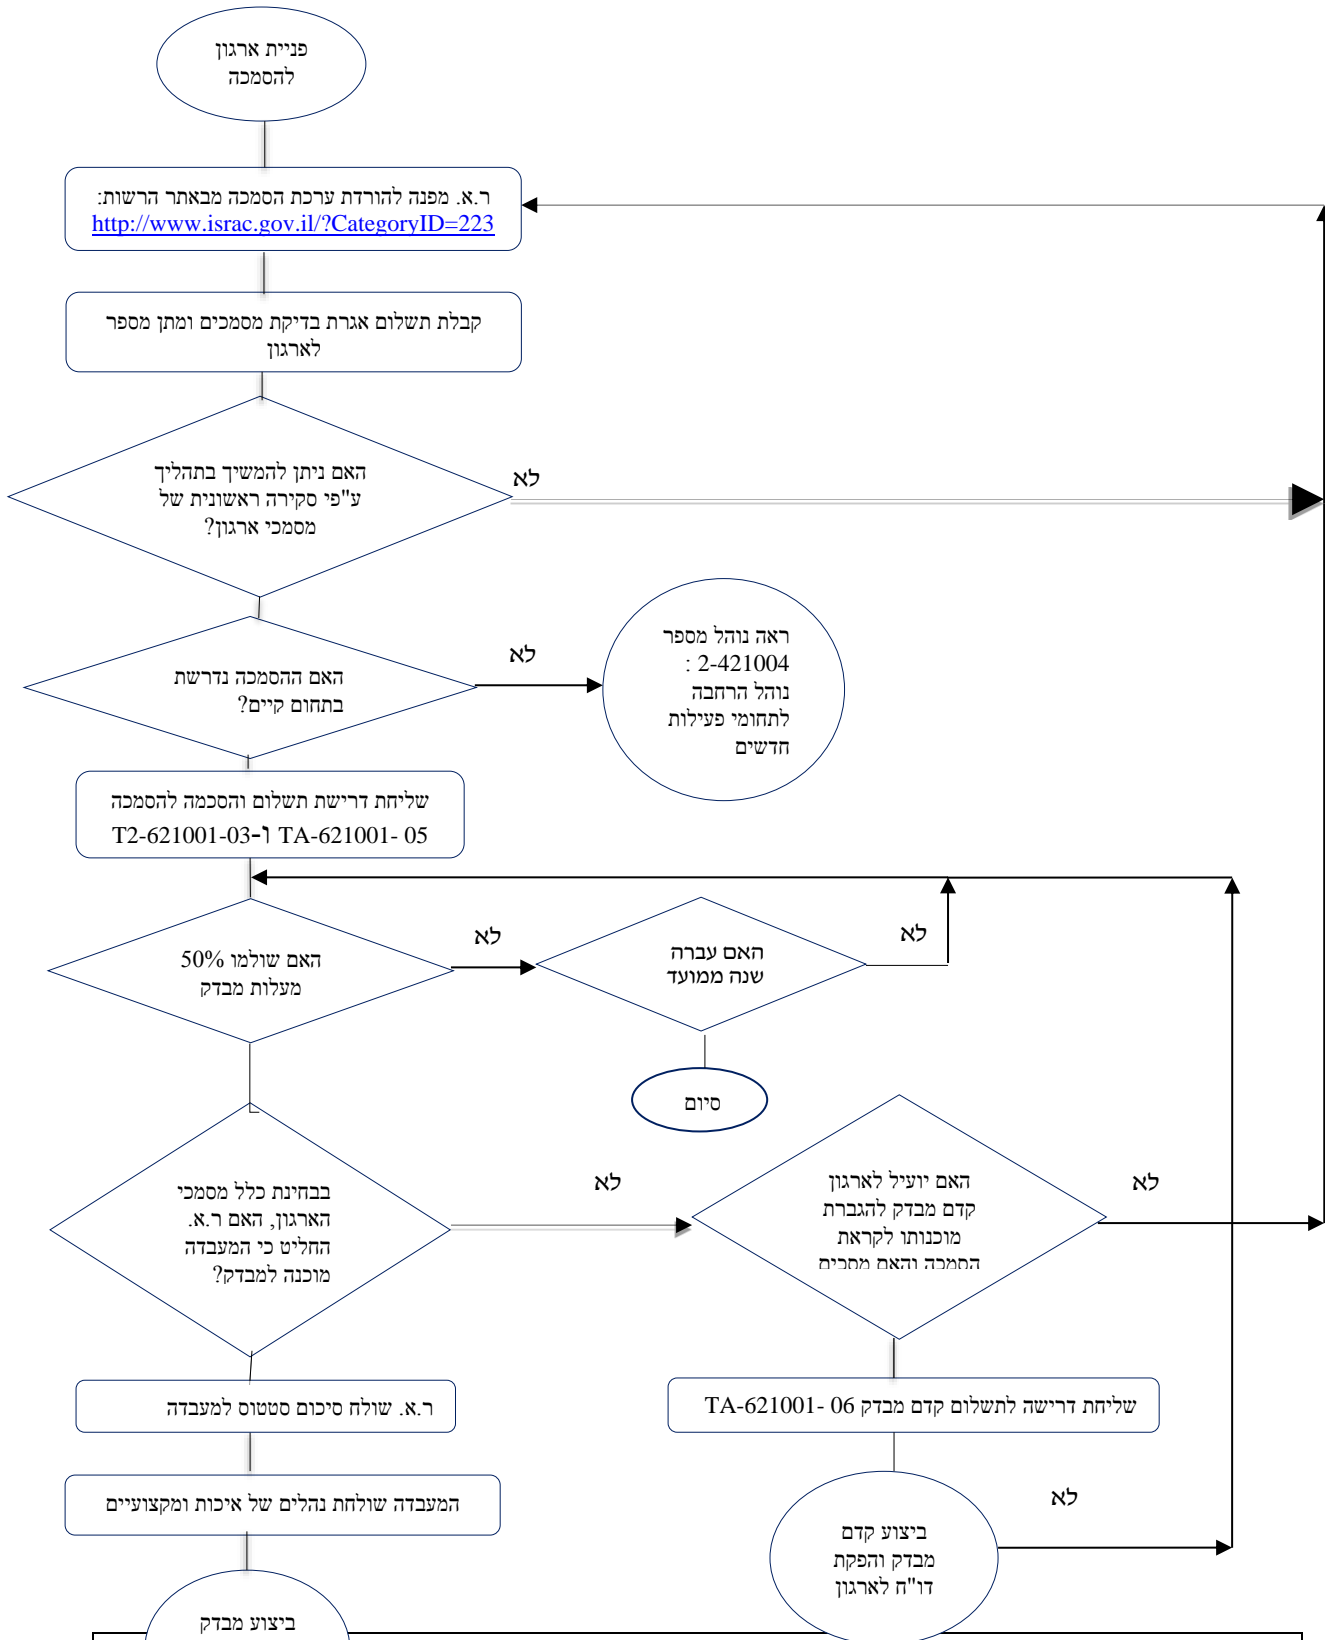 פניית ארגון
להסמכה
ר.א. מפנה להורדת ערכת הסמכה מבאתר הרשות:
http://www.israc.gov.il/?CategoryID=223
קבלת תשלום אגרת בדיקת מסמכים ומתן מספר
לארגון
האם ניתן להמשיך בתהליך
ע"פי סקירה ראשונית של
מסמכי ארגון?
לא
האם ההסמכה נדרשת
בתחום קיים?
לא
ראה נוהל מספר
2-421004 :
נוהל הרחבה
לתחומי פעילות
חדשים
שליחת דרישת תשלום והסכמה להסמכה
TA-621001- 05 ו-T2-621001-03
האם שולמו 50%
מעלות מבדק
לא
האם עברה
שנה ממועד
לא
סיום
בבחינת כלל מסמכי
הארגון, האם ר.א.
החליט כי המעבדה
מוכנה למבדק?
לא
האם יועיל לארגון
קדם מבדק להגברת
מוכנותו לקראת
הסמכה והאם מסכים
לא
ר.א. שולח סיכום סטטוס למעבדה
שליחת דרישה לתשלום קדם מבדק TA-621001- 06
המעבדה שולחת נהלים של איכות ומקצועיים
ביצוע קדם
מבדק והפקת
דו"ח לארגון
לא
ביצוע מבדק